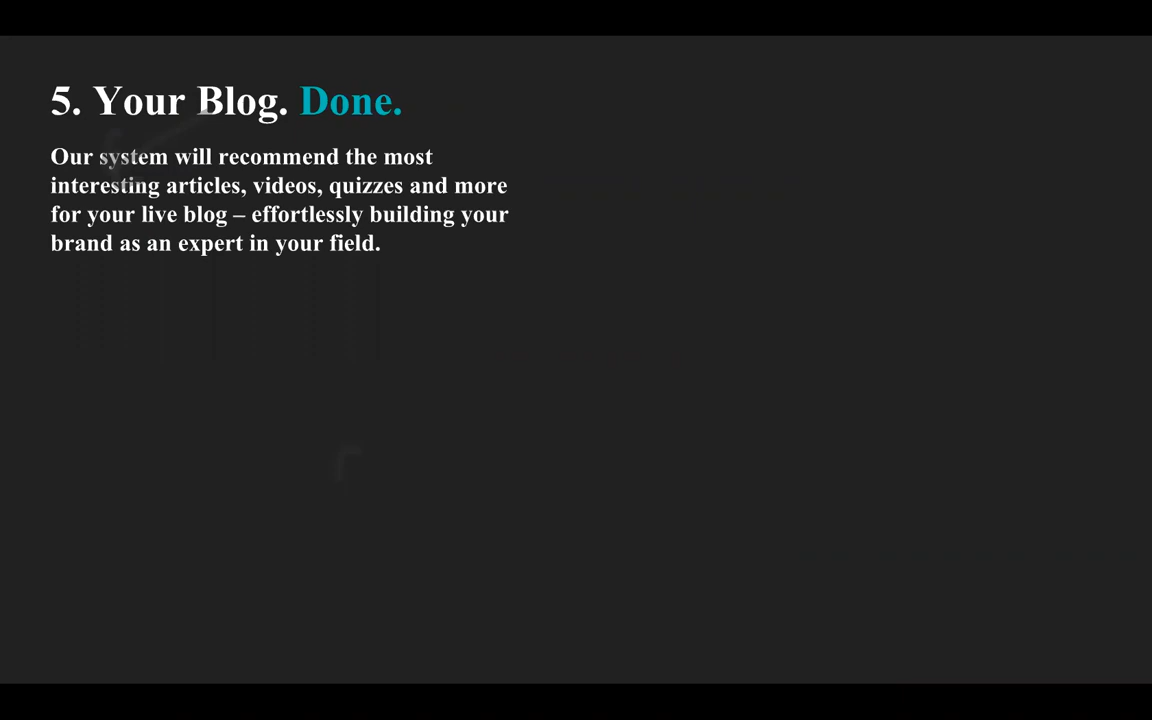 5. Your Blog. Done.
Our system will recommend the most
interesting articles, videos, quizzes and more
for your live blog – effortlessly building your
brand as an expert in your field.